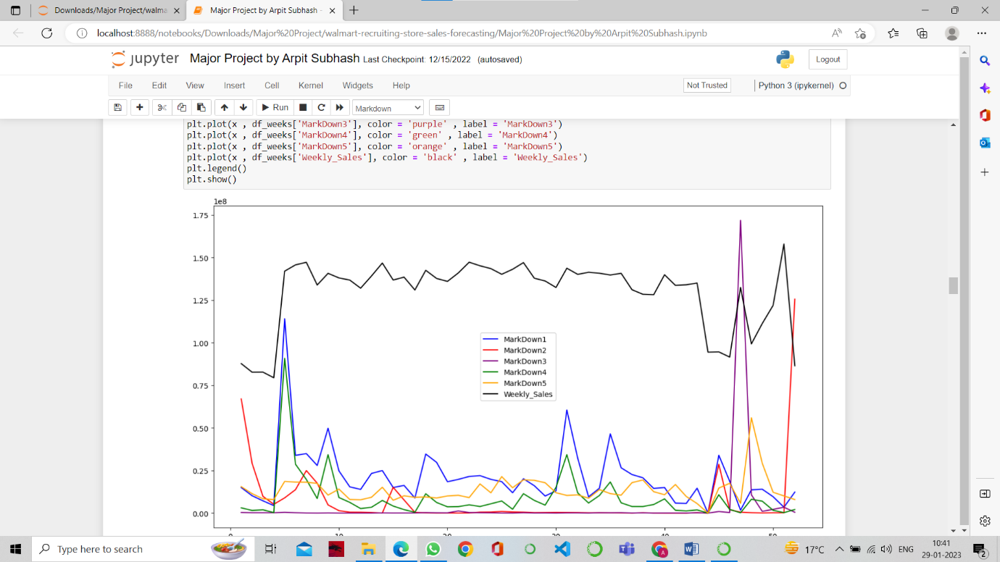 Downloads/Major Project/walma
Major Project by Arpit Subhash -
localhost:8888/notebooks/Downloads/Major%20Project/walmart-recruiting-store-sales-forecasting/Major%20Project%20by%20Arpit%20Subhash.ipynb
jupyter Major Project by Arpit Subhash Last Checkpoint: 12/15/2022 (autosaved)
Logout
File Edit View Insert Cell Kernel Widgets Help
Not Trusted
Python 3 (ipykernel)
Run
Markdown
plt.plot(x , df_weeks['MarkDown3'], color = 'purple' , label = 'MarkDown3')
plt.plot(x , df_weeks['MarkDown4'], color = 'green' , label = 'MarkDown4')
plt.plot(x , df_weeks['MarkDown5'], color = 'orange' , label = 'MarkDown5')
plt.plot(x , df_weeks['Weekly_Sales'], color = 'black' , label = 'Weekly_Sales')
plt.legend()
plt.show()
1e8
1.75
1.50
1.25
1.00
0.75
0.50
0.25
0.00
MarkDown1
MarkDown2
MarkDown3
MarkDown4
MarkDown5
Weekly_Sales
Type here to search
17°C
ENG
10:41
29-01-2023
2